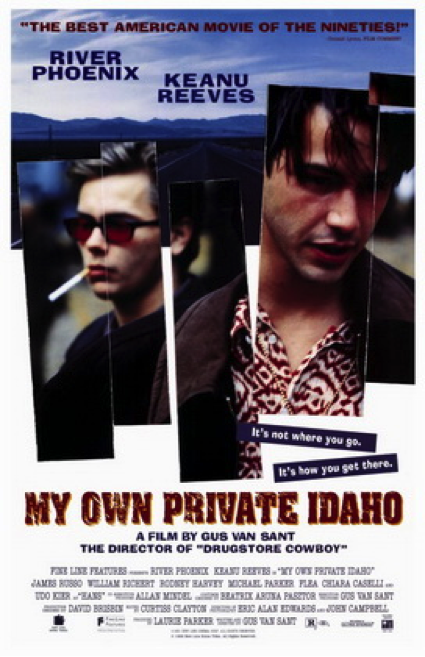 "THE BEST AMERICAN MOVIE OF THE NINETIES!"
RIVER PHOENIX
KEANU REEVES
It's not where you go.
It's how you get there.
MY OWN PRIVATE IDAHO
A FILM BY GUS VAN SANT
THE DIRECTOR OF "DRUGSTORE COWBOY"
FINE LINE FEATURES PRESENTS RIVER PHOENIX KEANU REEVES IN "MY OWN PRIVATE IDAHO"
JAMES RUSSO WILLIAM RICHERT RODNEY HARVEY MICHAEL PARKER FLEA CHIARA CASELLI AND
UDO KIER AS "HANS" ALLAN MINDEL BEATRIX ARUNA PASZTOR GUS VAN SANT
DAVID BRISBIN CURTISS CLAYTON ERIC ALAN EDWARDS AND JOHN CAMPBELL
LAURIE PARKER GUS VAN SANT
R